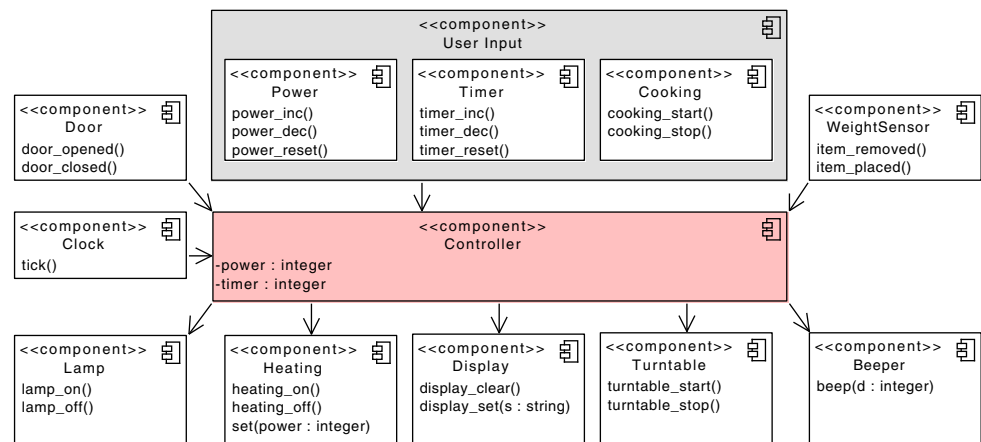 <<component>>
User Input
<<component>>
Power
power_inc()
power_dec()
power_reset()
<<component>>
Timer
timer_inc()
timer_dec()
timer_reset()
<<component>>
Cooking
cooking_start()
cooking_stop()
<<component>>
Door
door_opened()
door_closed()
<<component>>
WeightSensor
item_removed()
item_placed()
<<component>>
Clock
tick()
<<component>>
Controller
-power : integer
-timer : integer
<<component>>
Lamp
lamp_on()
lamp_off()
<<component>>
Heating
heating_on()
heating_off()
set(power : integer)
<<component>>
Display
display_clear()
display_set(s : string)
<<component>>
Turntable
turntable_start()
turntable_stop()
<<component>>
Beeper
beep(d : integer)